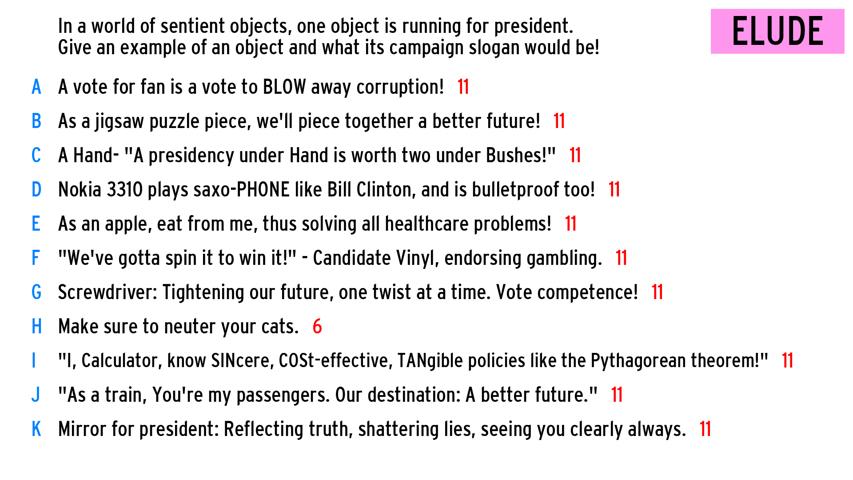 In a world of sentient objects, one object is running for president.
Give an example of an object and what its campaign slogan would be!
ELUDE
A A vote for fan is a vote to BLOW away corruption! 11
B As a jigsaw puzzle piece, we'll piece together a better future! 11
C A Hand- "A presidency under Hand is worth two under Bushes!" 11
D Nokia 3310 plays saxo-PHONE like Bill Clinton, and is bulletproof too! 11
E As an apple, eat from me, thus solving all healthcare problems! 11
F "We've gotta spin it to win it!" - Candidate Vinyl, endorsing gambling. 11
G Screwdriver: Tightening our future, one twist at a time. Vote competence! 11
H Make sure to neuter your cats. 6
I "I, Calculator, know SINcere, COSt-effective, TANgible policies like the Pythagorean theorem!" 11
J "As a train, You're my passengers. Our destination: A better future." 11
K Mirror for president: Reflecting truth, shattering lies, seeing you clearly always. 11